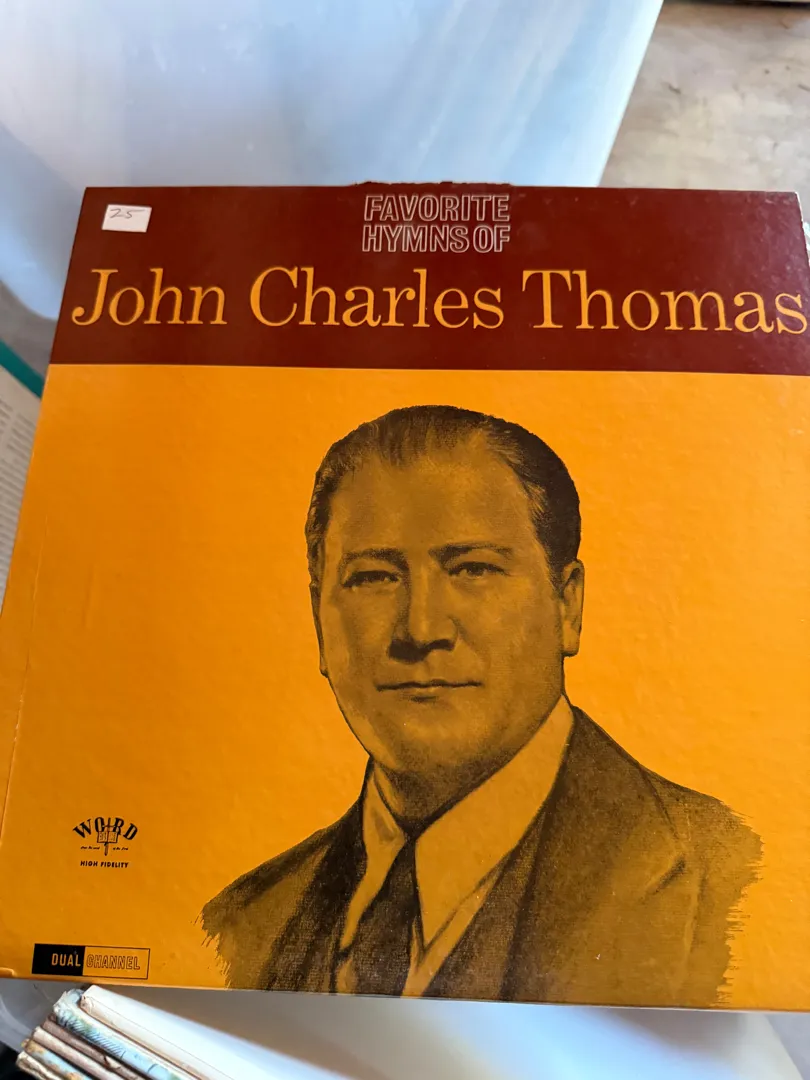 25
FAVORITE
HYMNS OF
John Charles Thomas
WORD
HIGH FIDELITY
DUAL CHANNEL